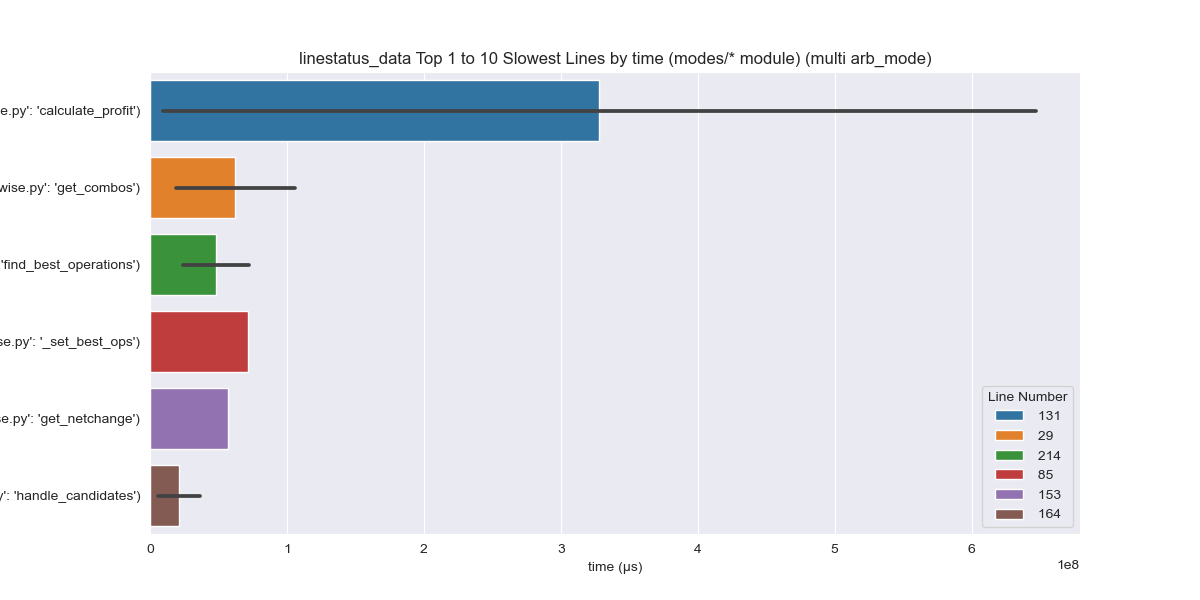 linestatus_data Top 1 to 10 Slowest Lines by time (modes/* module) (multi arb_mode)
e.py': 'calculate_profit')
wise.py': 'get_combos')
'find_best_operations')
se.py': '_set_best_ops')
se.py': 'get_netchange')
y': 'handle_candidates')
Line Number
131
29
214
85
153
164
0 1 2 3 4 5 6
1e8
time (µs)